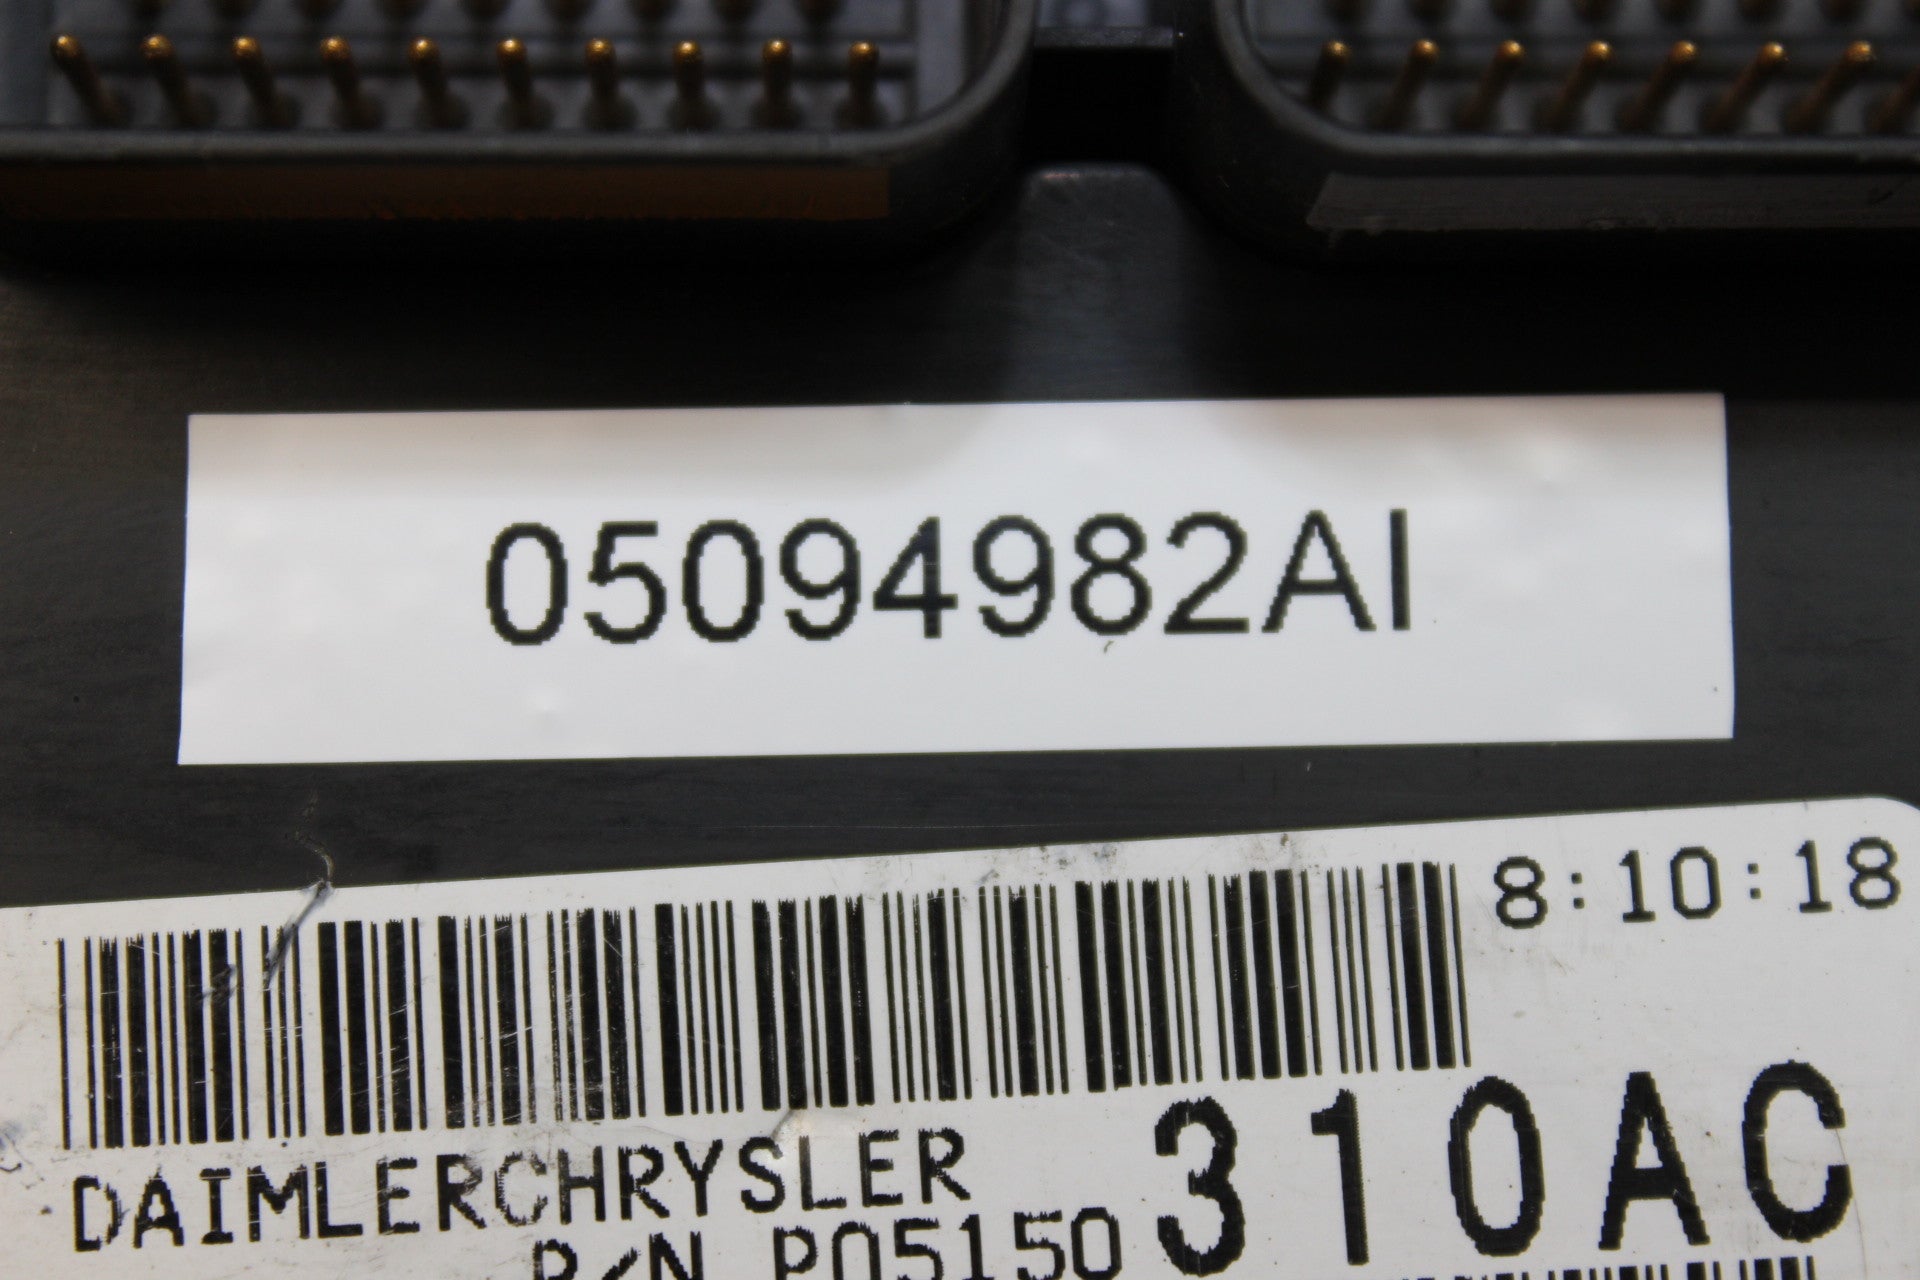 05094982AI
8:10:18
DAIMLERCHRYSLER
P/N P05150 310AC